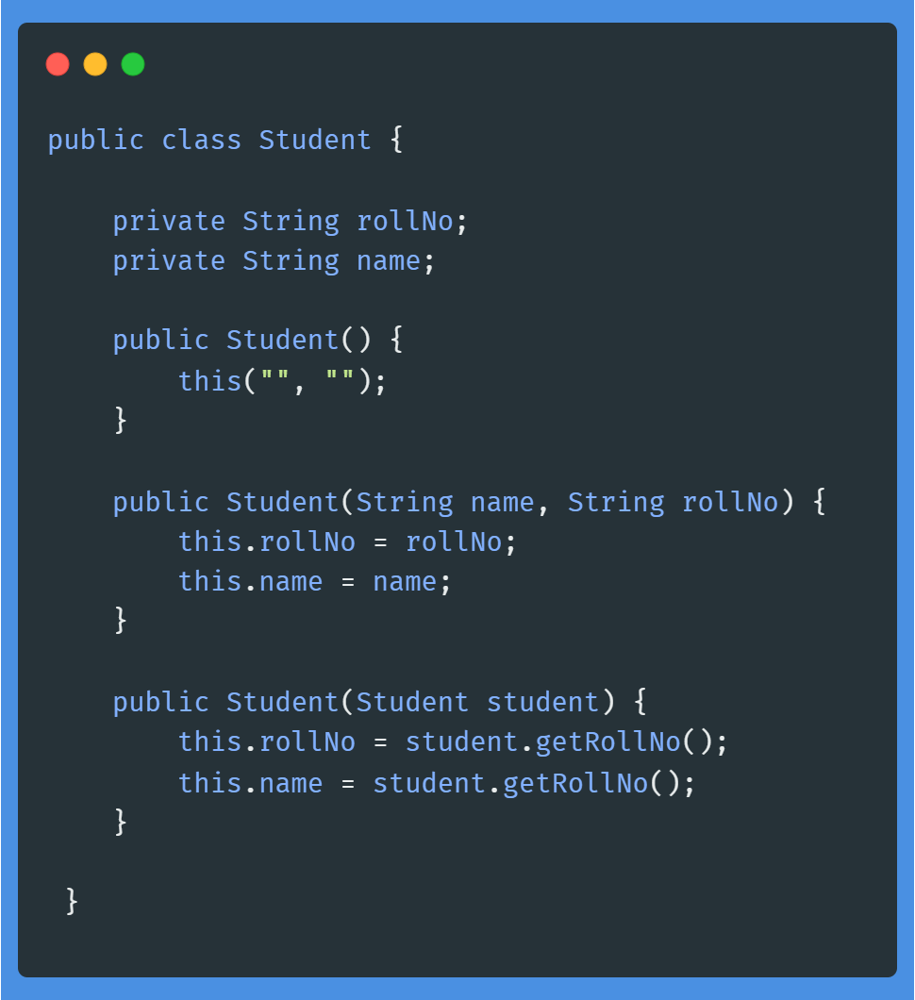 public class Student {

    private String rollNo;
    private String name;

    public Student() {
        this("", "");
    }

    public Student(String name, String rollNo) {
        this.rollNo = rollNo;
        this.name = name;
    }

    public Student(Student student) {
        this.rollNo = student.getRollNo();
        this.name = student.getRollNo();
    }

 }